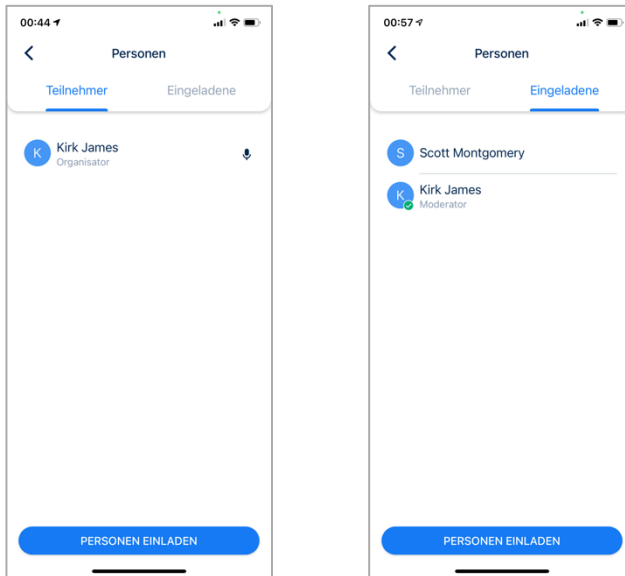 00:44
Personen
Teilnehmer Eingeladene
K Kirk James
Organisator
PERSONEN EINLADEN
00:57
Personen
Teilnehmer Eingeladene
S Scott Montgomery
K Kirk James
Moderator
PERSONEN EINLADEN